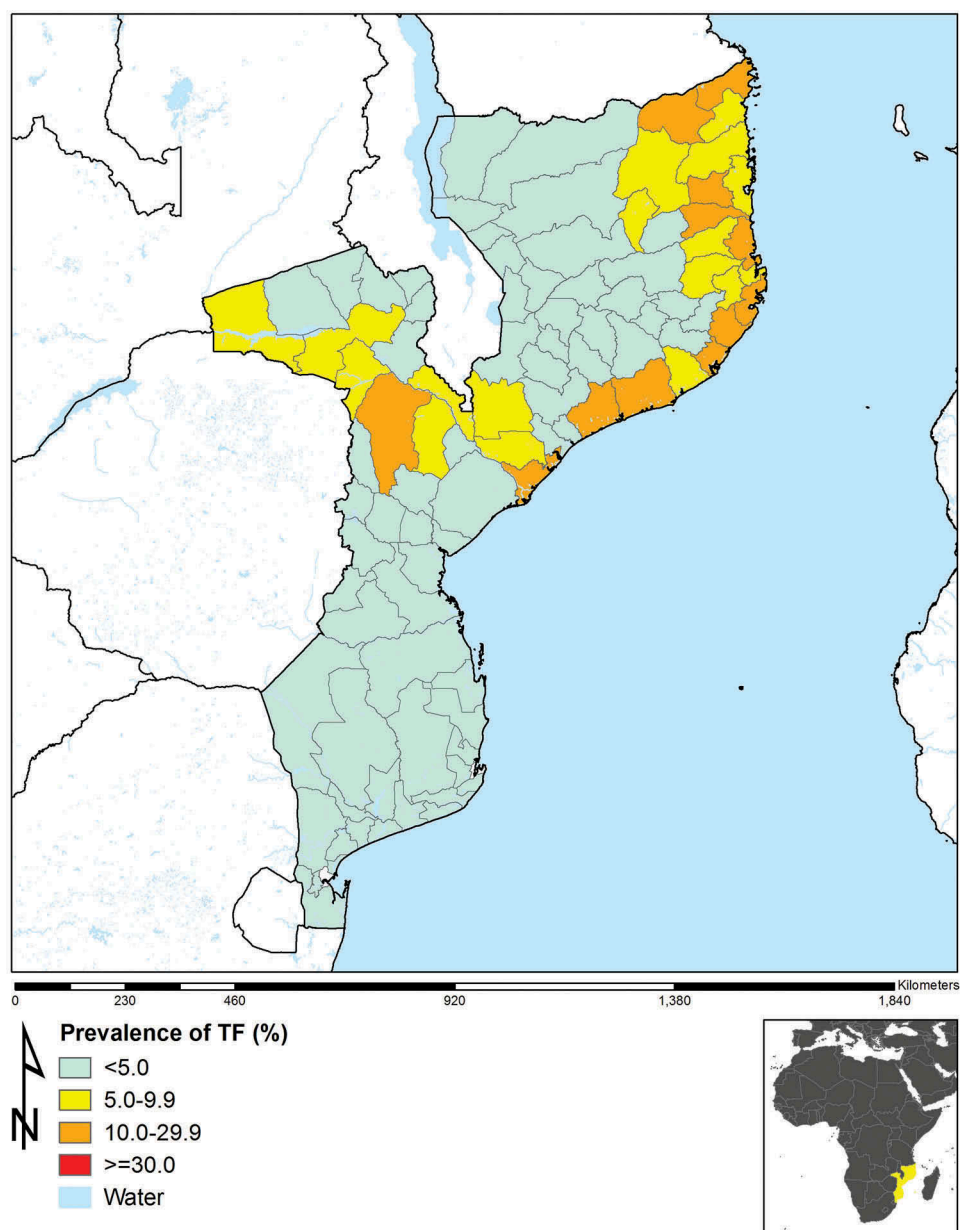 Kilometers
0 230 460 920 1,380 1,840
Prevalence of TF (%)
<5.0
5.0-9.9
10.0-29.9
>=30.0
Water
N